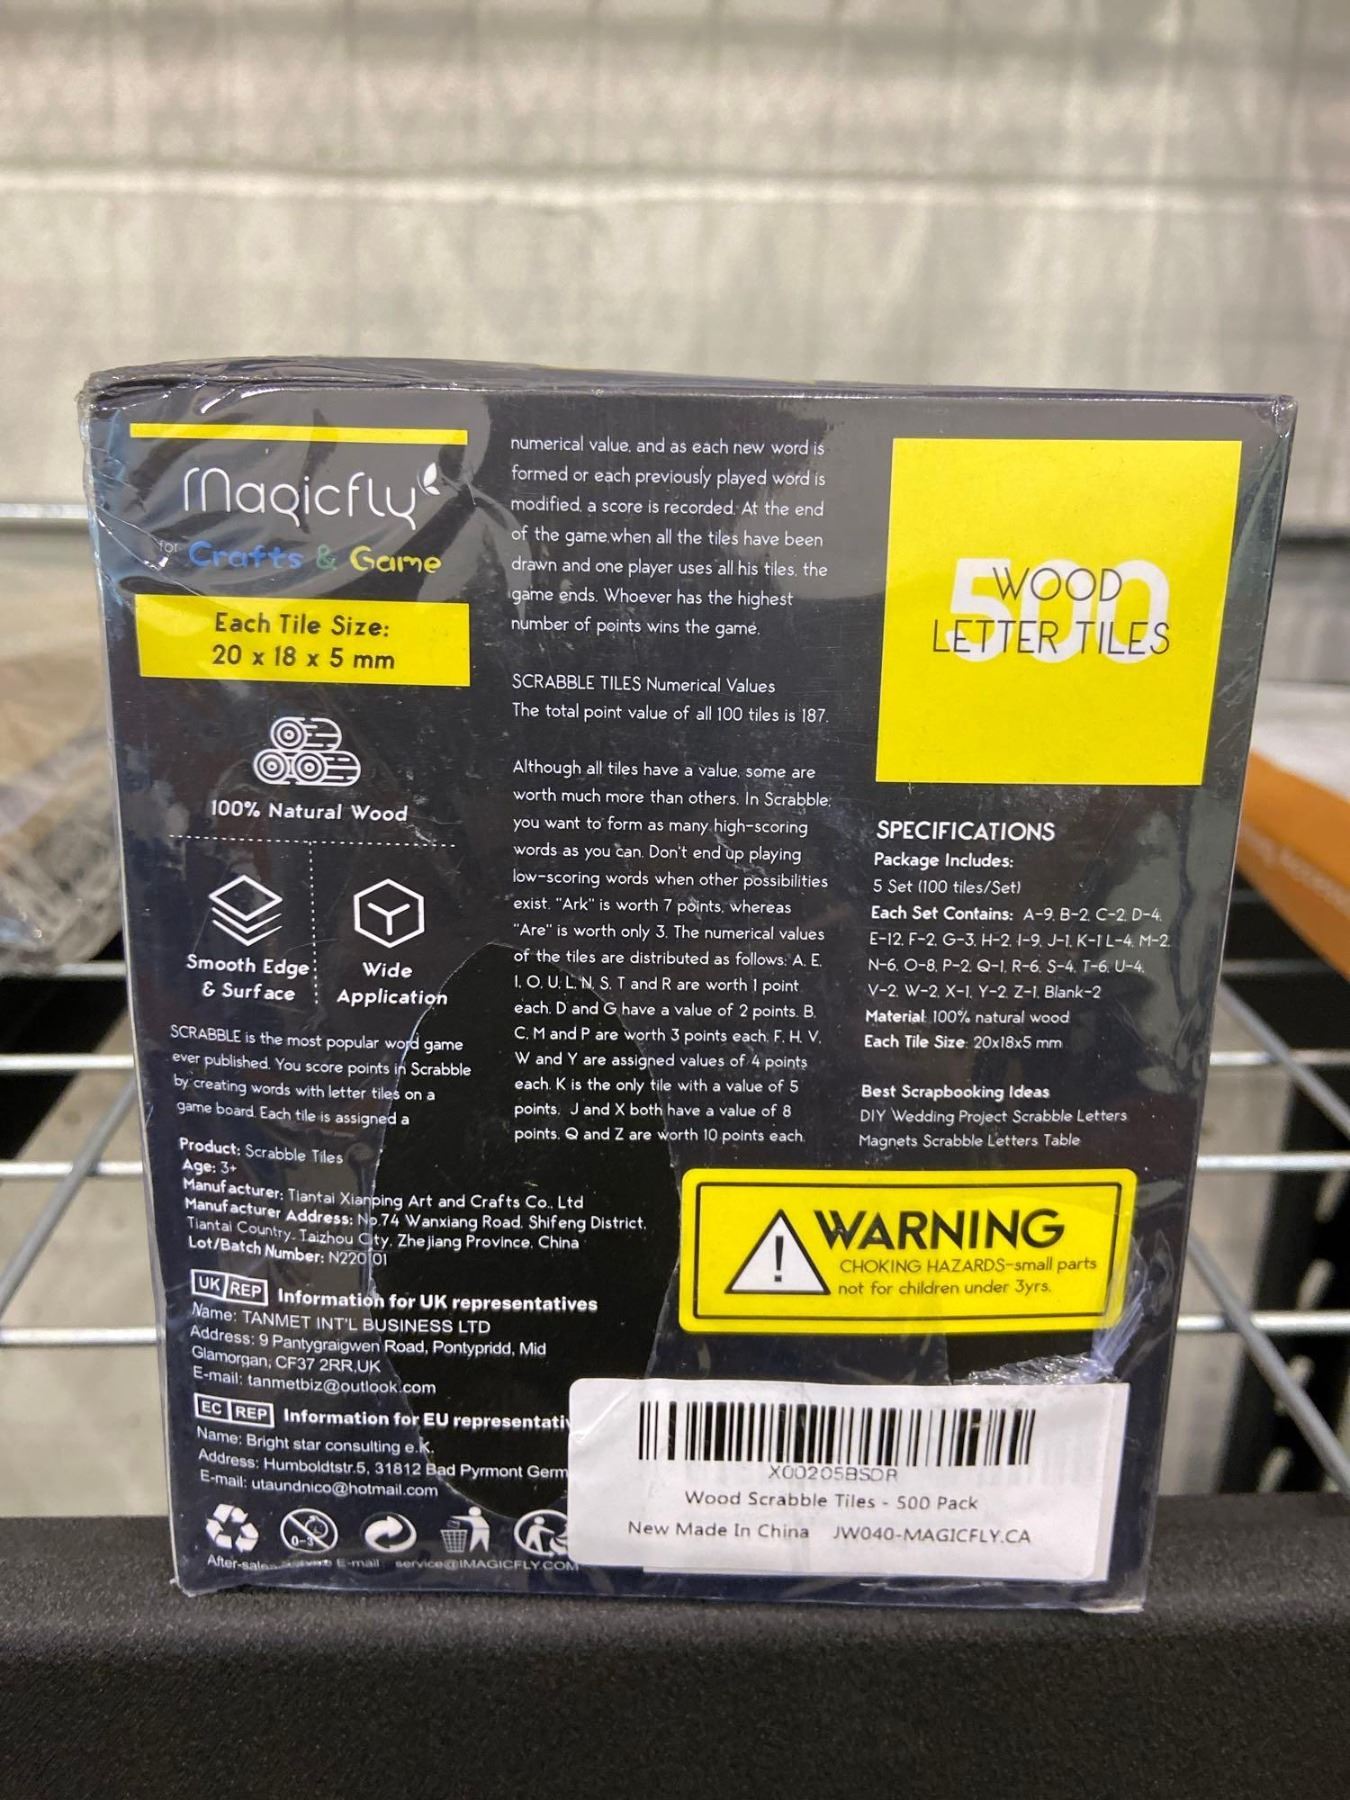 Magicfly
for Crafts & Game
Each Tile Size:
20 x 18 x 5 mm
100% Natural Wood
Smooth Edge
& Surface
Wide
Application
SCRABBLE is the most popular word game
ever published. You score points in Scrabble
by creating words with letter tiles on a
game board. Each tile is assigned a
numerical value, and as each new word is
formed or each previously played word is
modified, a score is recorded. At the end
of the game,when all the tiles have been
drawn and one player uses all his tiles, the
game ends. Whoever has the highest
number of points wins the game.
SCRABBLE TILES Numerical Values
The total point value of all 100 tiles is 187.
Although all tiles have a value, some are
worth much more than others. In Scrabble,
you want to form as many high-scoring
words as you can. Don't end up playing
low-scoring words when other possibilities
exist. "Ark" is worth 7 points, whereas
"Are" is worth only 3. The numerical values
of the tiles are distributed as follows: A, E,
I, O, U, L, N, S, T and R are worth 1 point
each. D and G have a value of 2 points. B,
C, M and P are worth 3 points each. F, H, V,
W and Y are assigned values of 4 points
each. K is the only tile with a value of 5
points. J and X both have a value of 8
points. Q and Z are worth 10 points each.
500
WOOD
LETTER TILES
SPECIFICATIONS
Package Includes:
5 Set (100 tiles/Set)
Each Set Contains: A-9, B-2, C-2, D-4,
E-12, F-2, G-3, H-2, I-9, J-1, K-1 L-4, M-2,
N-6, O-8, P-2, Q-1, R-6, S-4, T-6, U-4,
V-2, W-2, X-1, Y-2, Z-1, Blank-2
Material: 100% natural wood
Each Tile Size: 20x18x5 mm
Best Scrapbooking Ideas
DIY Wedding Project Scrabble Letters
Magnets Scrabble Letters Table
Product: Scrabble Tiles
Age: 3+
Manufacturer: Tiantai Xianping Art and Crafts Co., Ltd
Manufacturer Address: No.74 Wanxiang Road, Shifeng District,
Tiantai Country, Taizhou City, Zhejiang Province, China
Lot/Batch Number: N220101
UK REP Information for UK representatives
Name: TANMET INT'L BUSINESS LTD
Address: 9 Pantygraigwen Road, Pontypridd, Mid
Glamorgan, CF37 2RR,UK
E-mail: tanmetbiz@outlook.com
EC REP Information for EU representativ
Name: Bright star consulting e.K.
Address: Humboldtstr.5, 31812 Bad Pyrmont Germ
E-mail: utaundnico@hotmail.com
0-3
After-sale service E-mail: service@IMAGICFLY.COM
WARNING
CHOKING HAZARDS-small parts
not for children under 3yrs.
X00205BSDR
Wood Scrabble Tiles - 500 Pack
New Made In China JW040-MAGICFLY.CA